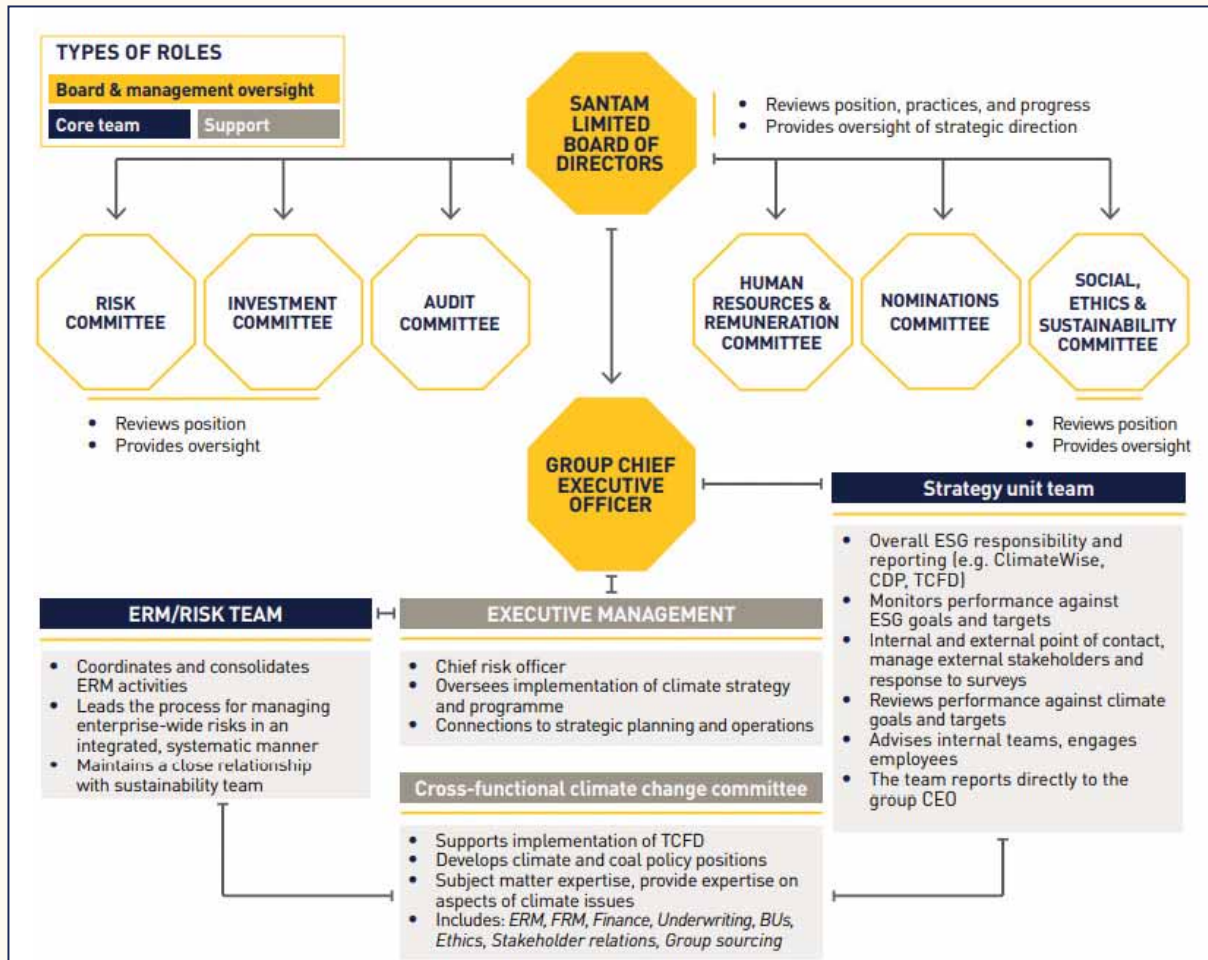 TYPES OF ROLES
Board & management oversight
Core team
Support
SANTAM
LIMITED
BOARD OF
DIRECTORS
• Reviews position, practices, and progress
• Provides oversight of strategic direction
RISK
COMMITTEE
INVESTMENT
COMMITTEE
AUDIT
COMMITTEE
HUMAN
RESOURCES &
REMUNERATION
COMMITTEE
NOMINATIONS
COMMITTEE
SOCIAL,
ETHICS &
SUSTAINABILITY
COMMITTEE
• Reviews position
• Provides oversight
• Reviews position
• Provides oversight
GROUP CHIEF
EXECUTIVE
OFFICER
Strategy unit team
• Overall ESG responsibility and
reporting (e.g. ClimateWise,
CDP, TCFD)
• Monitors performance against
ESG goals and targets
• Internal and external point of contact,
manage external stakeholders and
response to surveys
• Reviews performance against climate
goals and targets
• Advises internal teams, engages
employees
• The team reports directly to the
group CEO
ERM/RISK TEAM
• Coordinates and consolidates
ERM activities
• Leads the process for managing
enterprise-wide risks in an
integrated, systematic manner
• Maintains a close relationship
with sustainability team
EXECUTIVE MANAGEMENT
• Chief risk officer
• Oversees implementation of climate strategy
and programme
• Connections to strategic planning and operations
Cross-functional climate change committee
• Supports implementation of TCFD
• Develops climate and coal policy positions
• Subject matter expertise, provide expertise on
aspects of climate issues
• Includes: ERM, FRM, Finance, Underwriting, BUs,
Ethics, Stakeholder relations, Group sourcing